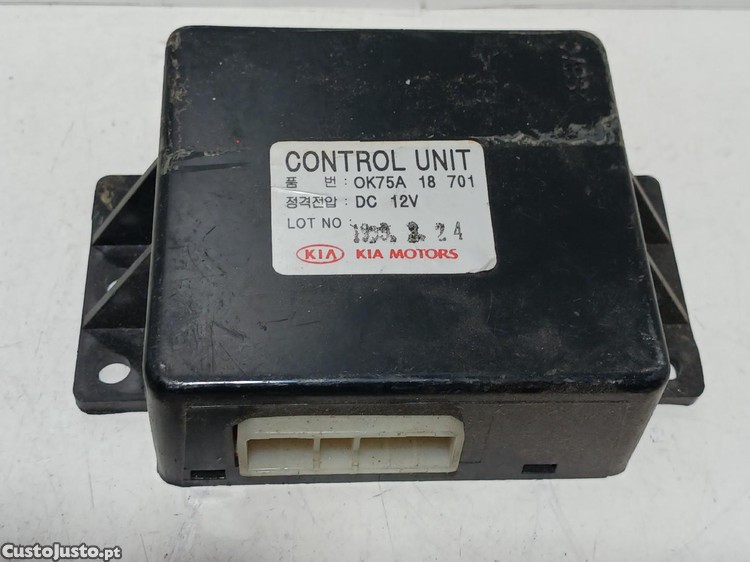 CONTROL UNIT
품 번 : OK75A 18 701
정격전압 : DC 12V
LOT NO : 24
KIA KIA MOTORS
CustoJusto.pt